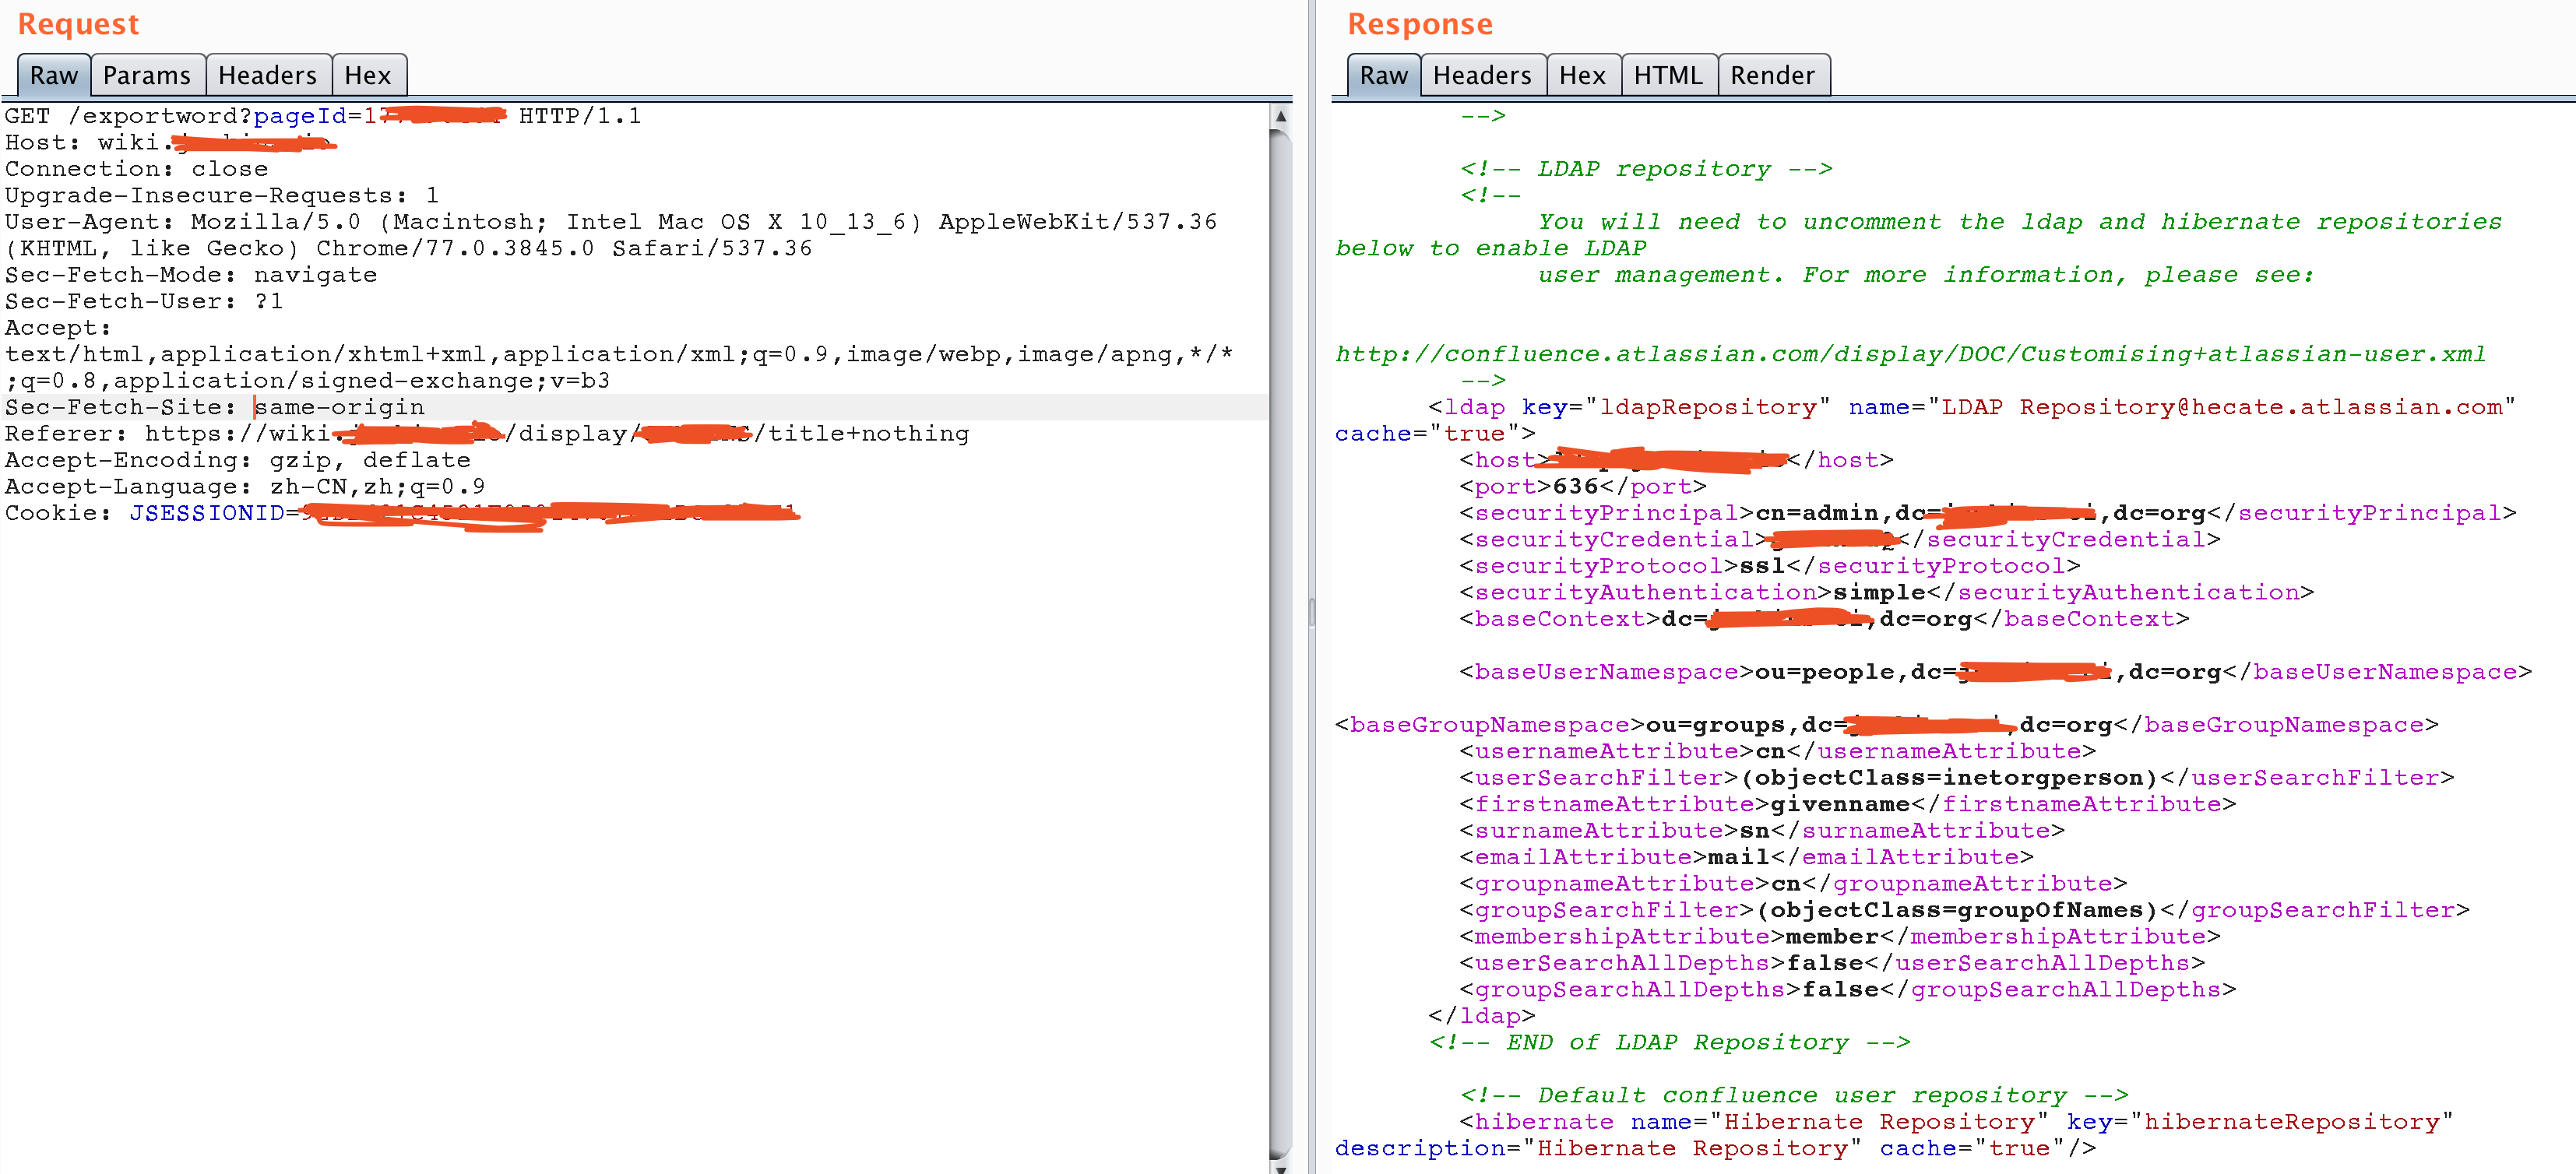 Request
Raw
Params
Headers
Hex
GET /exportword?pageId=1 HTTP/1.1
Host: wiki.
Connection: close
Upgrade-Insecure-Requests: 1
User-Agent: Mozilla/5.0 (Macintosh; Intel Mac OS X 10_13_6) AppleWebKit/537.36
(KHTML, like Gecko) Chrome/77.0.3845.0 Safari/537.36
Sec-Fetch-Mode: navigate
Sec-Fetch-User: ?1
Accept:
text/html,application/xhtml+xml,application/xml;q=0.9,image/webp,image/apng,*/*
;q=0.8,application/signed-exchange;v=b3
Sec-Fetch-Site: same-origin
Referer: https://wiki. /display/ /title+nothing
Accept-Encoding: gzip, deflate
Accept-Language: zh-CN,zh;q=0.9
Cookie: JSESSIONID=
Response
Raw
Headers
Hex
HTML
Render
-->
<!-- LDAP repository -->
<!--
You will need to uncomment the ldap and hibernate repositories
below to enable LDAP
user management. For more information, please see:
http://confluence.atlassian.com/display/DOC/Customising+atlassian-user.xml
-->
<ldap key="ldapRepository" name="LDAP Repository@hecate.atlassian.com"
cache="true">
<host> </host>
<port>636</port>
<securityPrincipal>cn=admin,dc= ,dc=org</securityPrincipal>
<securityCredential> </securityCredential>
<securityProtocol>ssl</securityProtocol>
<securityAuthentication>simple</securityAuthentication>
<baseContext>dc= ,dc=org</baseContext>
<baseUserNamespace>ou=people,dc= ,dc=org</baseUserNamespace>
<baseGroupNamespace>ou=groups,dc= ,dc=org</baseGroupNamespace>
<usernameAttribute>cn</usernameAttribute>
<userSearchFilter>(objectClass=inetorgperson)</userSearchFilter>
<firstnameAttribute>givenname</firstnameAttribute>
<surnameAttribute>sn</surnameAttribute>
<emailAttribute>mail</emailAttribute>
<groupnameAttribute>cn</groupnameAttribute>
<groupSearchFilter>(objectClass=groupOfNames)</groupSearchFilter>
<membershipAttribute>member</membershipAttribute>
<userSearchAllDepths>false</userSearchAllDepths>
<groupSearchAllDepths>false</groupSearchAllDepths>
</ldap>
<!-- END of LDAP Repository -->
<!-- Default confluence user repository -->
<hibernate name="Hibernate Repository" key="hibernateRepository"
description="Hibernate Repository" cache="true"/>